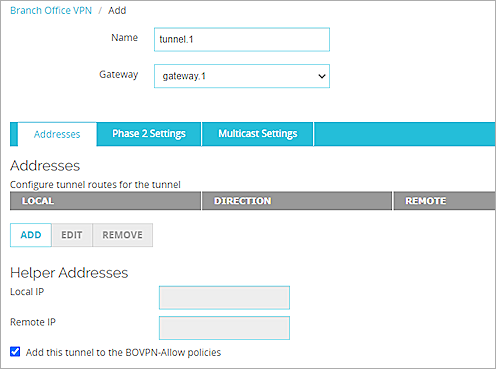 Branch Office VPN / Add
Name tunnel.1
Gateway gateway.1
Addresses Phase 2 Settings Multicast Settings
Addresses
Configure tunnel routes for the tunnel
LOCAL DIRECTION REMOTE
ADD EDIT REMOVE
Helper Addresses
Local IP
Remote IP
Add this tunnel to the BOVPN-Allow policies